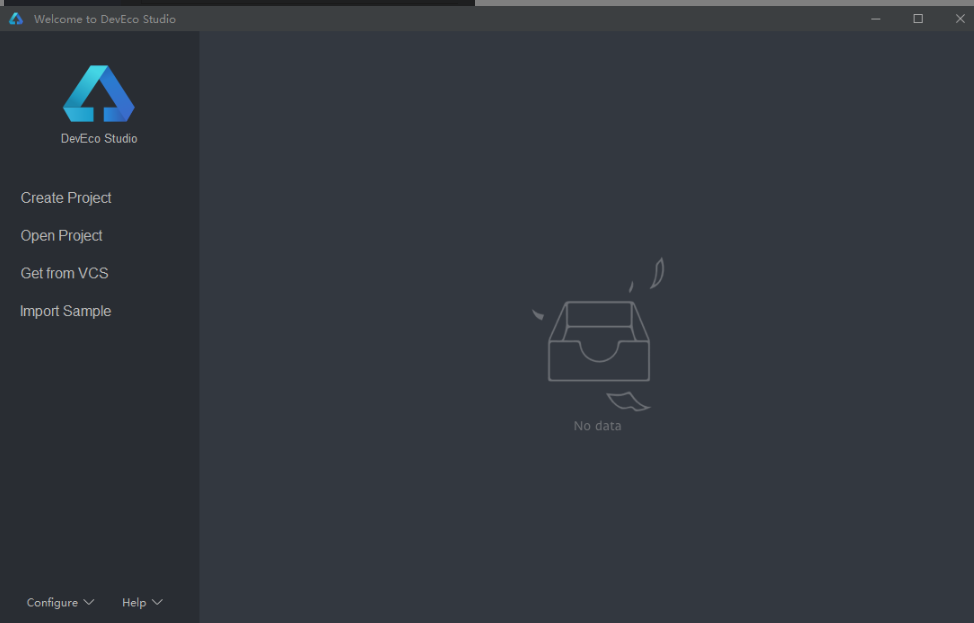 Welcome to DevEco Studio
DevEco Studio
Create Project
Open Project
Get from VCS
Import Sample
No data
Configure
Help